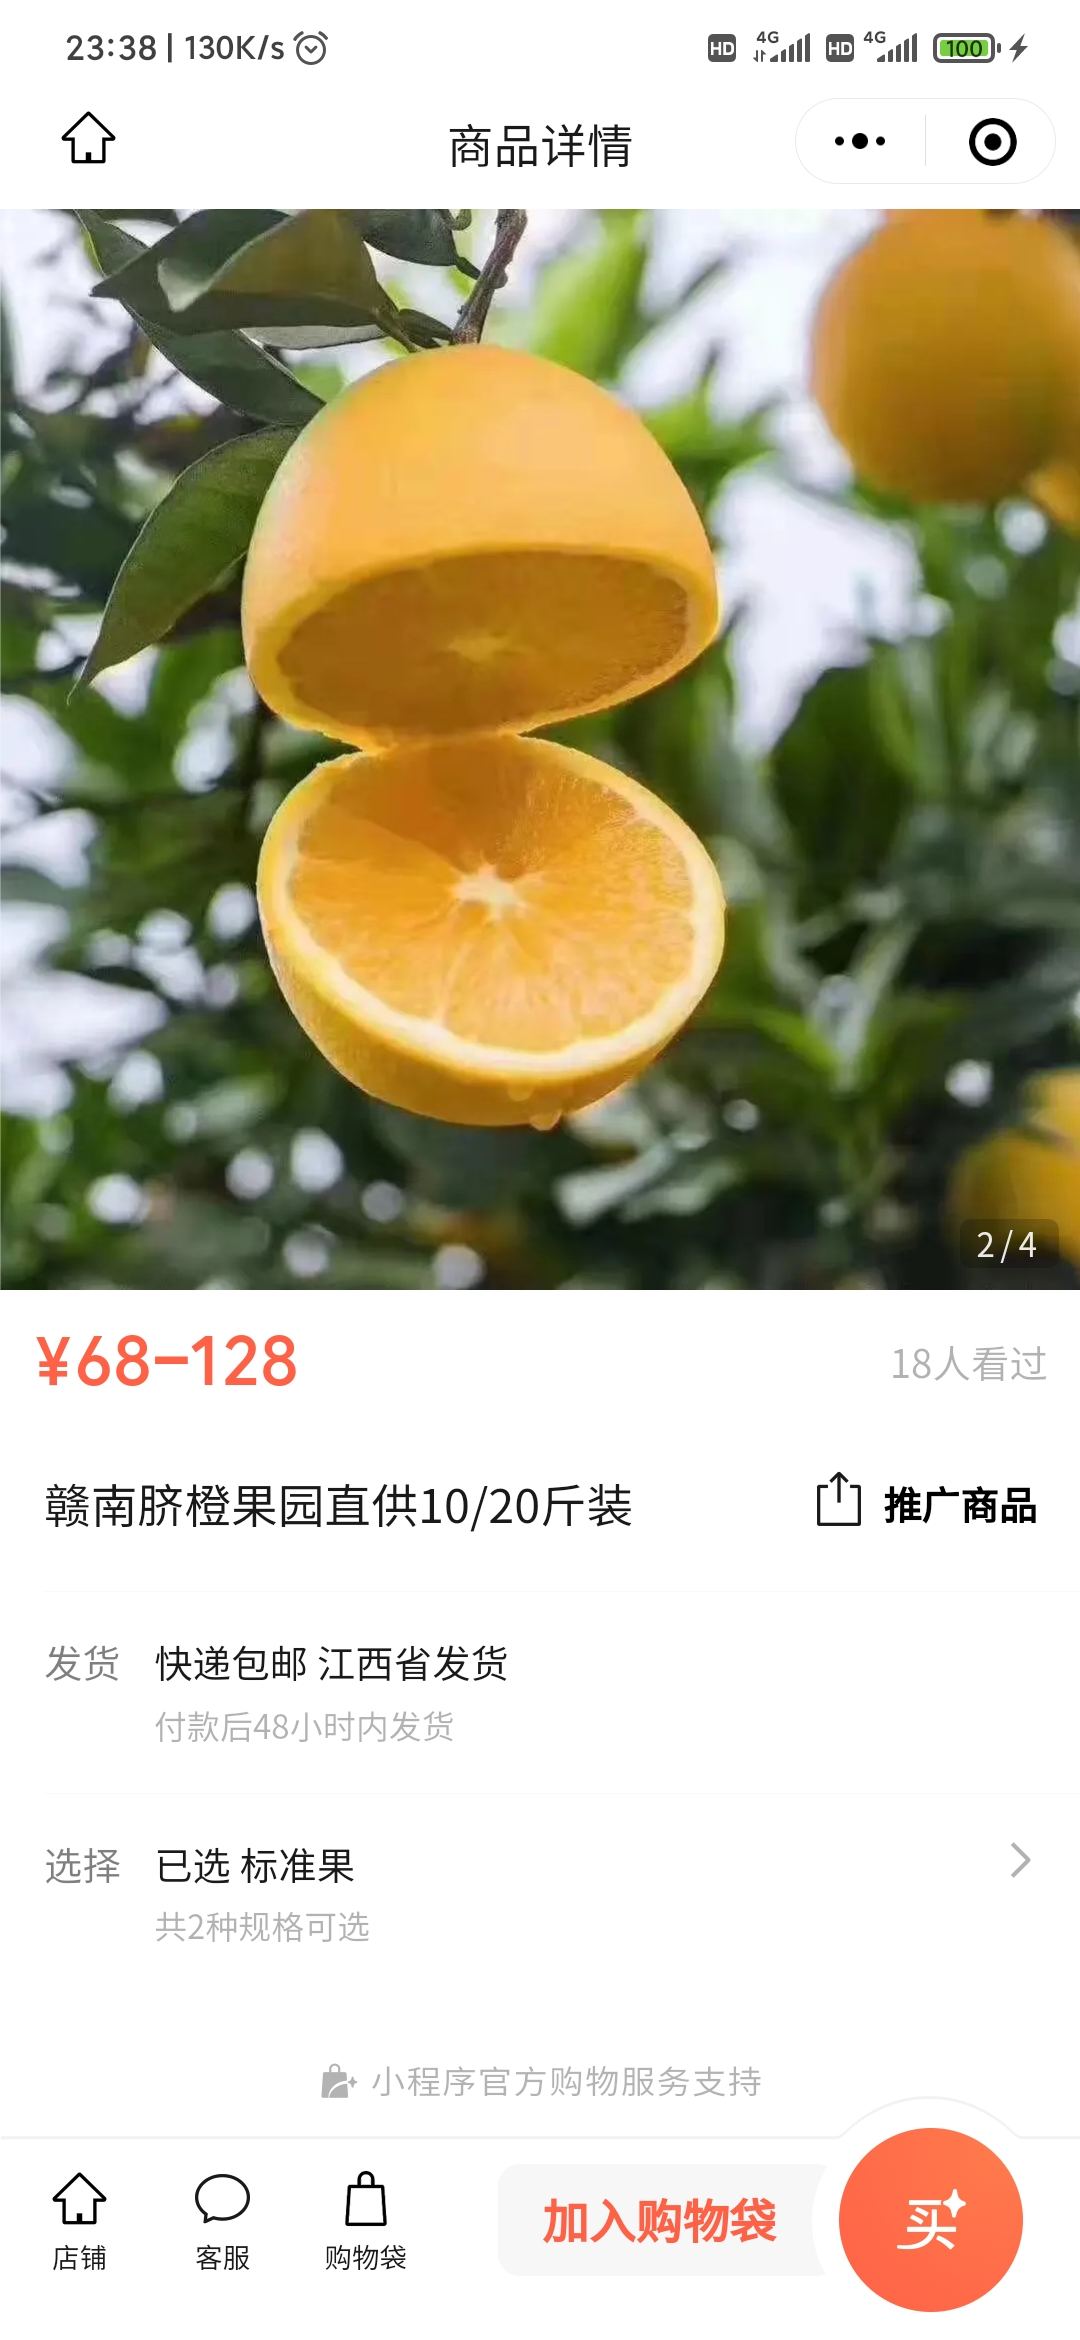 23:38 | 130K/s
HD 4G HD 4G 100
商品详情
2/4
¥68-128
18人看过
赣南脐橙果园直供10/20斤装
推广商品
发货 快递包邮 江西省发货
付款后48小时内发货
选择 已选 标准果
共2种规格可选
小程序官方购物服务支持
店铺 客服 购物袋 加入购物袋 买